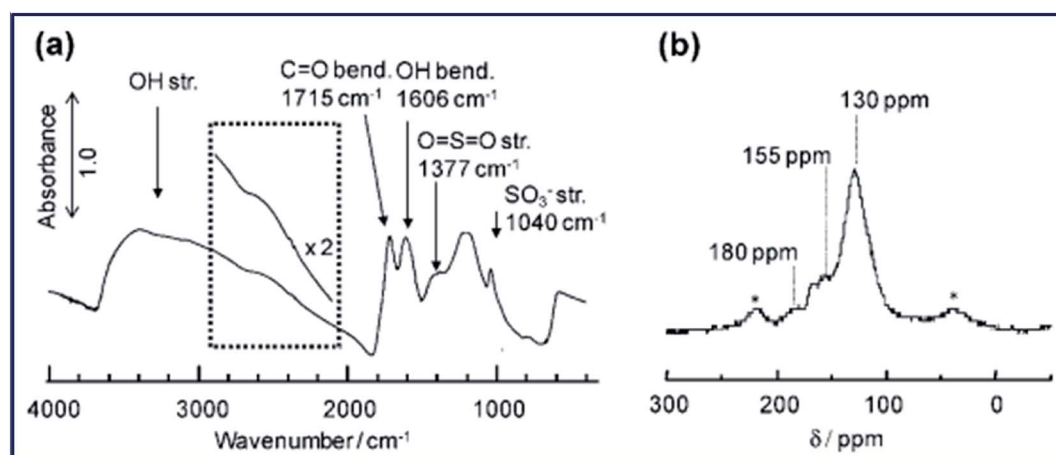 (a)
OH str.
C=O bend.
1715 cm⁻¹
OH bend.
1606 cm⁻¹
O=S=O str.
1377 cm⁻¹
SO₃⁻ str.
1040 cm⁻¹
x 2
Absorbance
1.0
4000 3000 2000 1000
Wavenumber / cm⁻¹
(b)
130 ppm
155 ppm
180 ppm
* *
300 200 100 0
δ / ppm